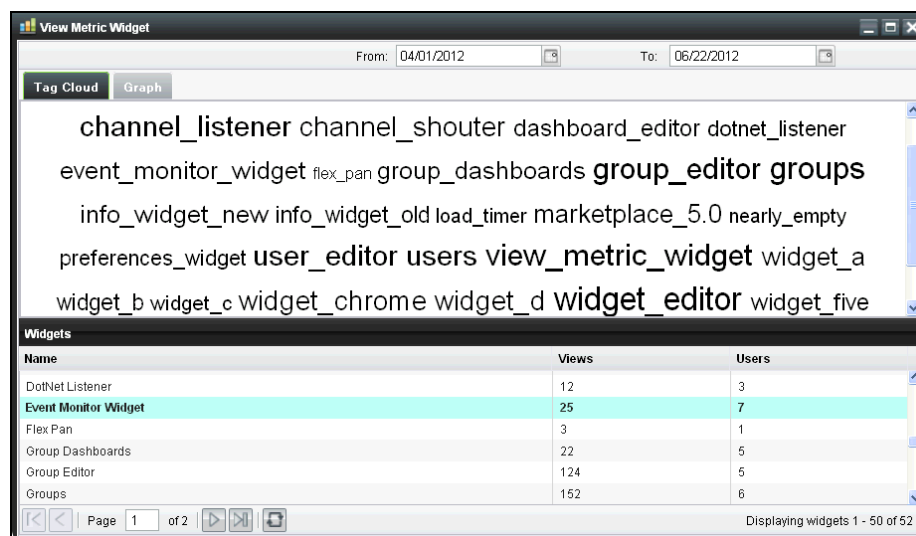 View Metric Widget
From: 04/01/2012 To: 06/22/2012
Tag Cloud Graph
channel_listener channel_shouter dashboard_editor dotnet_listener
event_monitor_widget flex_pan group_dashboards group_editor groups
info_widget_new info_widget_old load_timer marketplace_5.0 nearly_empty
preferences_widget user_editor users view_metric_widget widget_a
widget_b widget_c widget_chrome widget_d widget_editor widget_five
Widgets
Name Views Users
DotNet Listener 12 3
Event Monitor Widget 25 7
Flex Pan 3 1
Group Dashboards 22 5
Group Editor 124 5
Groups 152 6
Page 1 of 2 Displaying widgets 1 - 50 of 52